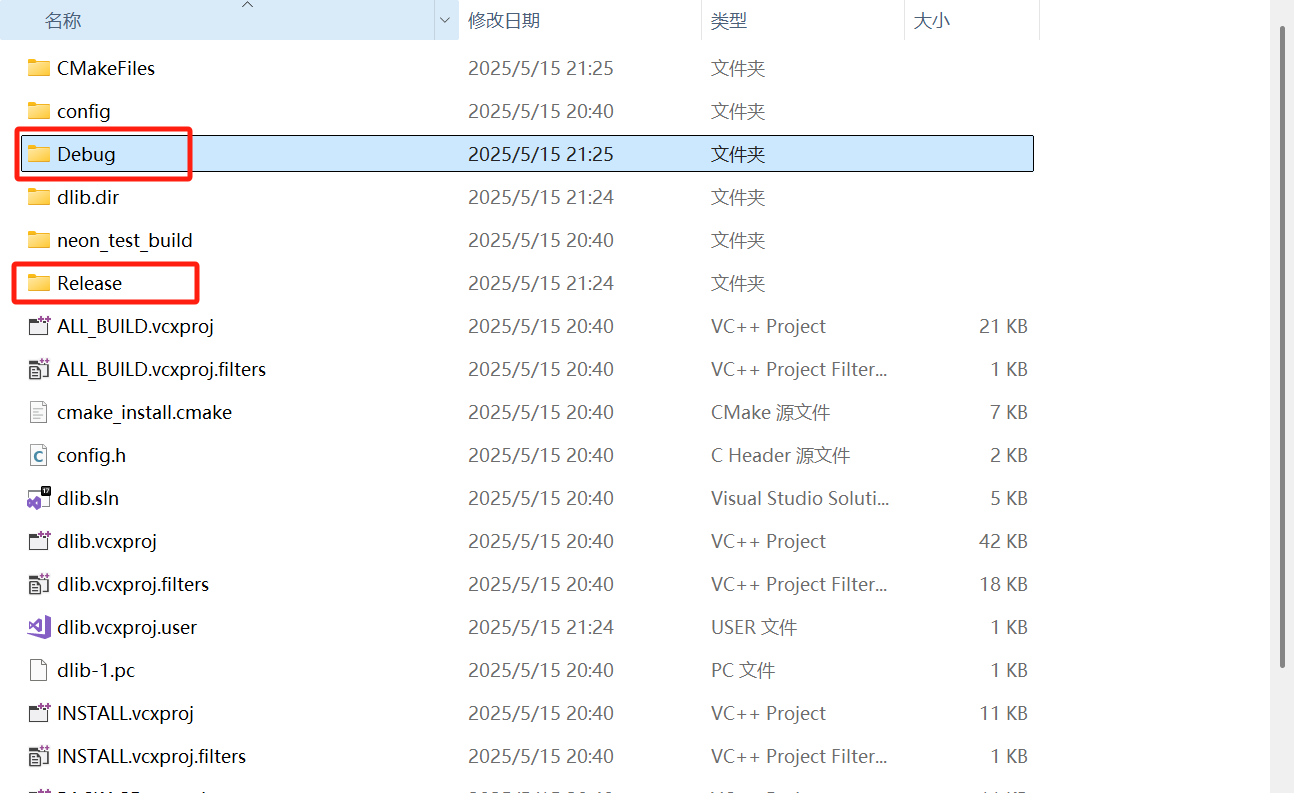 名称 修改日期 类型 大小
CMakeFiles 2025/5/15 21:25 文件夹
config 2025/5/15 20:40 文件夹
Debug 2025/5/15 21:25 文件夹
dlib.dir 2025/5/15 21:24 文件夹
neon_test_build 2025/5/15 20:40 文件夹
Release 2025/5/15 21:24 文件夹
ALL_BUILD.vcxproj 2025/5/15 20:40 VC++ Project 21 KB
ALL_BUILD.vcxproj.filters 2025/5/15 20:40 VC++ Project Filter... 1 KB
cmake_install.cmake 2025/5/15 20:40 CMake 源文件 7 KB
config.h 2025/5/15 20:40 C Header 源文件 2 KB
dlib.sln 2025/5/15 20:40 Visual Studio Soluti... 5 KB
dlib.vcxproj 2025/5/15 20:40 VC++ Project 42 KB
dlib.vcxproj.filters 2025/5/15 20:40 VC++ Project Filter... 18 KB
dlib.vcxproj.user 2025/5/15 21:24 USER 文件 1 KB
dlib-1.pc 2025/5/15 20:40 PC 文件 1 KB
INSTALL.vcxproj 2025/5/15 20:40 VC++ Project 11 KB
INSTALL.vcxproj.filters 2025/5/15 20:40 VC++ Project Filter... 1 KB